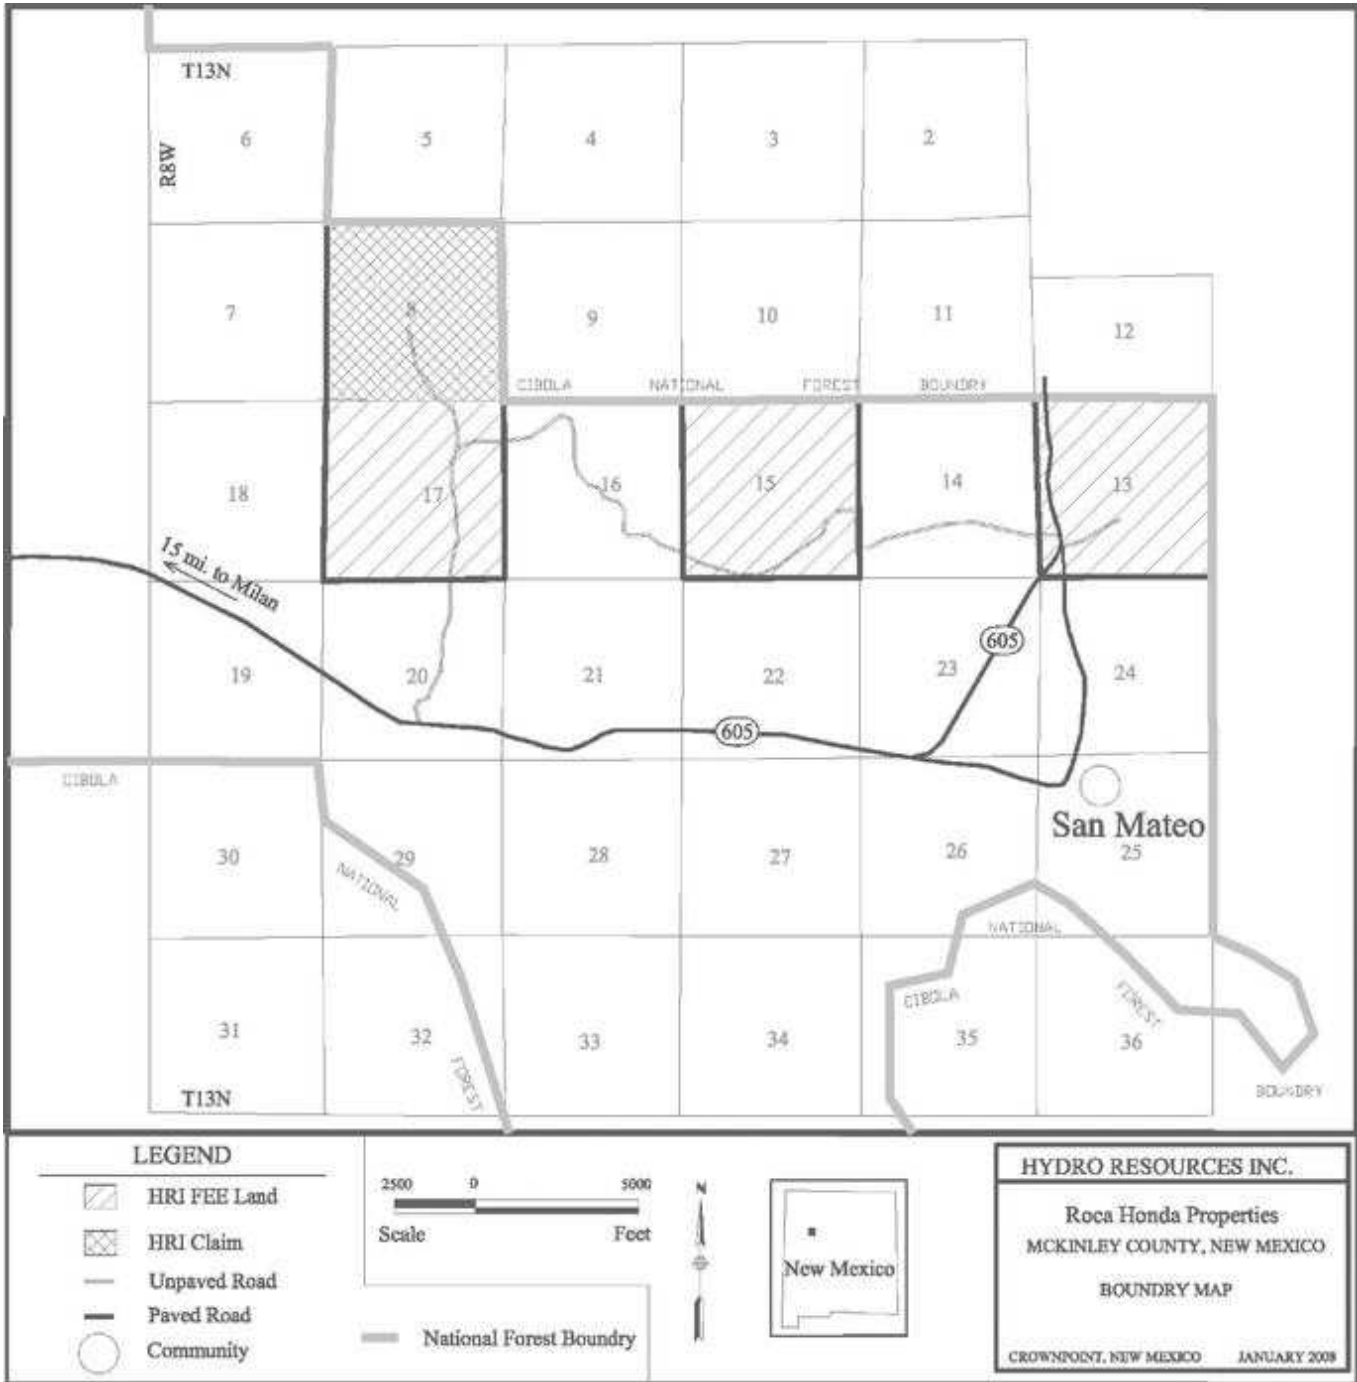 T13N
R8W
6
5
4
3
2
7
8
9
10
11
12
CIBOLA NATIONAL FOREST BOUNDRY
18
17
16
15
14
13
15 mi. to Milan
605
19
20
21
22
23
24
605
CIBOLA
NATIONAL
FOREST
San Mateo
30
29
28
27
26
25
NATIONAL
CIBOLA
FOREST
BOUNDRY
31
32
33
34
35
36
T13N
LEGEND
HRI FEE Land
HRI Claim
Unpaved Road
Paved Road
Community
2500 0 5000
Scale Feet
National Forest Boundry
N
New Mexico
HYDRO RESOURCES INC.
Roca Honda Properties
MCKINLEY COUNTY, NEW MEXICO
BOUNDRY MAP
CROWNPOINT, NEW MEXICO JANUARY 2008